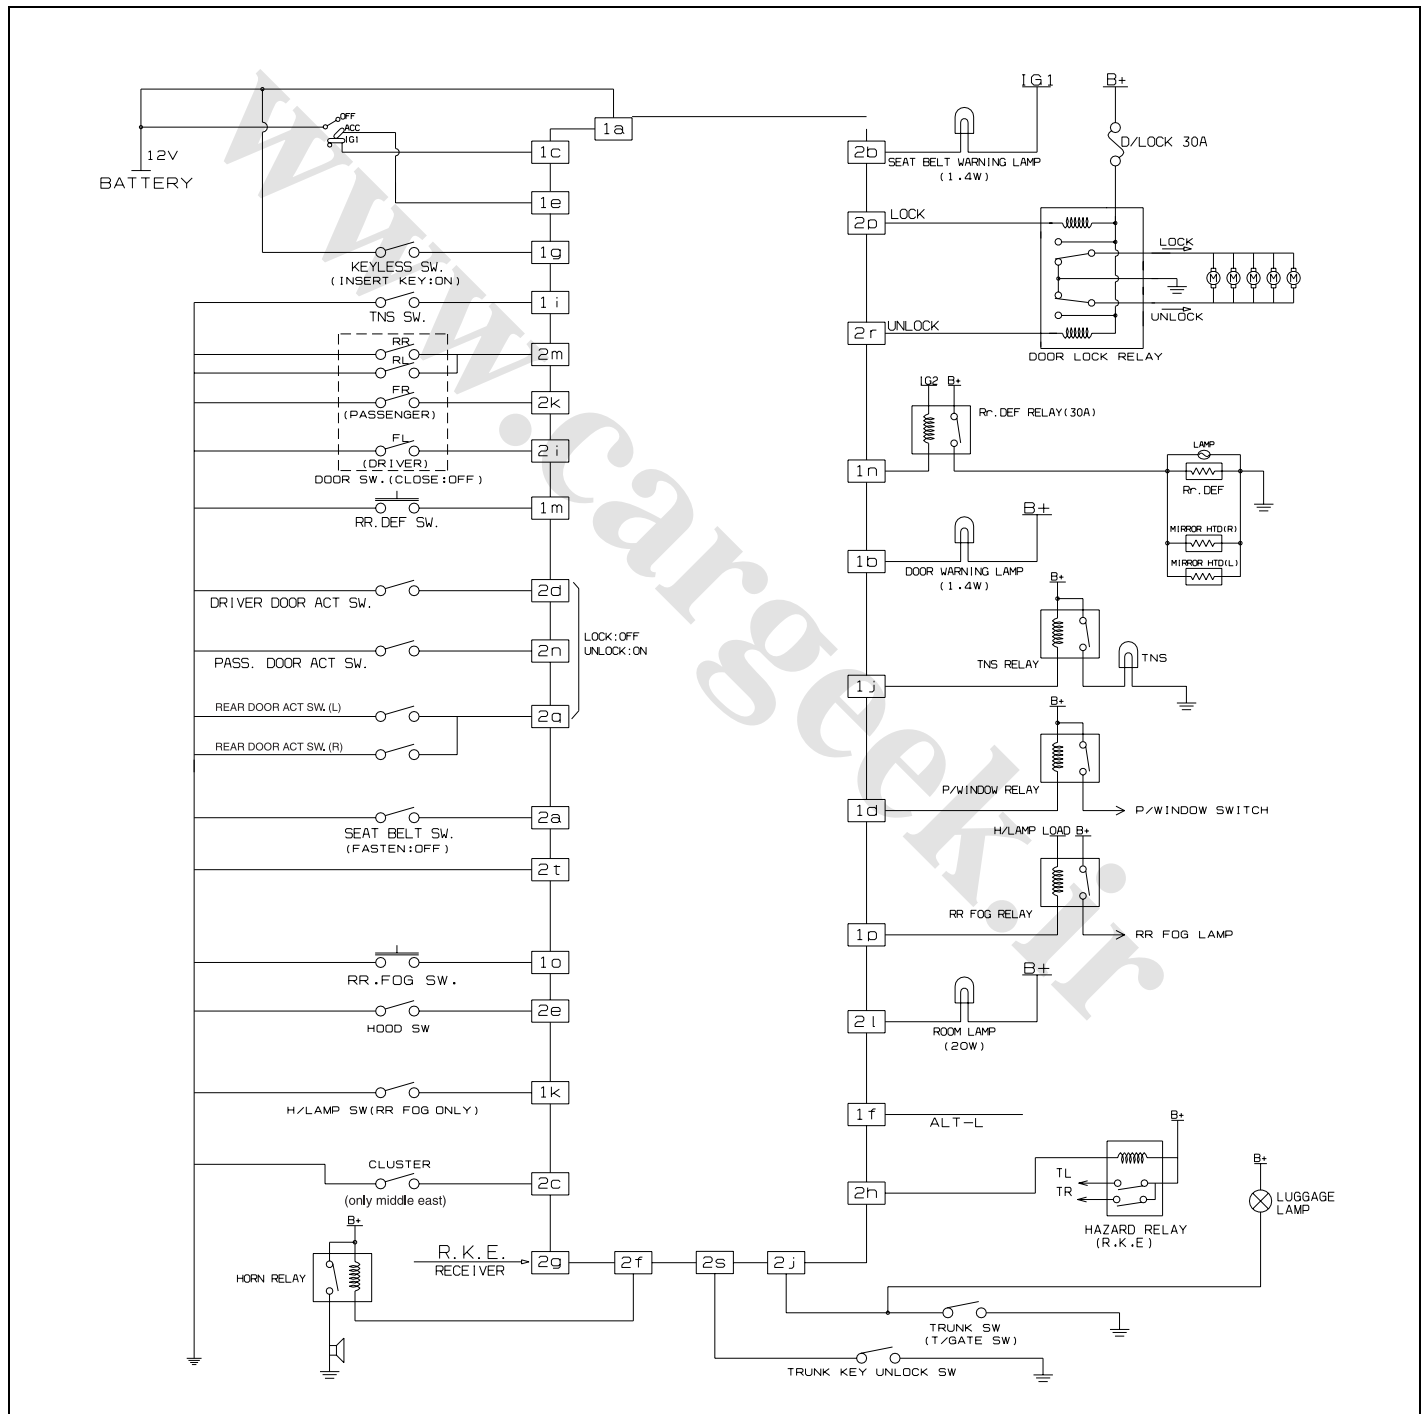 OFF
ACC
IG1
12V
BATTERY
1a
1c
1e
1g
KEYLESS SW.
(INSERT KEY:ON)
1i
TNS SW.
RR
RL
2m
FR
(PASSENGER)
2k
FL
(DRIVER)
2i
DOOR SW.(CLOSE:OFF)
1m
RR.DEF SW.
2d
DRIVER DOOR ACT SW.
LOCK:OFF
UNLOCK:ON
2n
PASS. DOOR ACT SW.
REAR DOOR ACT SW.(L)
2q
REAR DOOR ACT SW.(R)
2a
SEAT BELT SW.
(FASTEN:OFF)
2t
1o
RR.FOG SW.
2e
HOOD SW
1k
H/LAMP SW(RR FOG ONLY)
CLUSTER
(only middle east)
2c
B+
HORN RELAY
R.K.E.
RECEIVER
2g
2f
2s
2j
IG1
B+
2b
SEAT BELT WARNING LAMP
(1.4W)
D/LOCK 30A
2p
LOCK
LOCK
M
M
M
M
M
UNLOCK
2r
UNLOCK
DOOR LOCK RELAY
IG2
B+
Rr.DEF RELAY(30A)
1n
LAMP
Rr.DEF
MIRROR HTD(R)
MIRROR HTD(L)
B+
1b
DOOR WARNING LAMP
(1.4W)
B+
TNS RELAY
TNS
1j
B+
P/WINDOW RELAY
1d
P/WINDOW SWITCH
H/LAMP LOAD
B+
RR FOG RELAY
1p
RR FOG LAMP
B+
2l
ROOM LAMP
(20W)
1f
ALT-L
B+
2h
TL
TR
HAZARD RELAY
(R.K.E)
B+
LUGGAGE
LAMP
TRUNK SW
(T/GATE SW)
TRUNK KEY UNLOCK SW
www.cargeek.ir